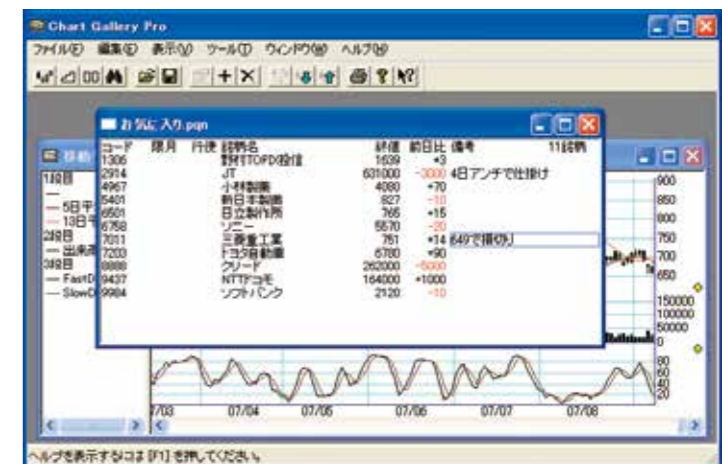 Chart Gallery Pro
ファイル(F) 編集(E) 表示(V) ツール(T) ウィンドウ(W) ヘルプ(H)
お気に入り.pqn
コード 限月 行使 銘柄名 終値 前日比 備考 11銘柄
1306 野村TOPIX投信 1639 +3
2914 JT 631000 -3000 4日アンチで仕掛け
4967 小林製薬 4080 +70
5401 新日本製鐵 827 -10
6501 日立製作所 765 +15
6758 ソニー 5570 -20
7011 三菱重工業 751 +14 649で損切り
7203 トヨタ自動車 6780 +90
8888 クリード 262000 -5000
9437 NTTドコモ 164000 +1000
9984 ソフトバンク 2120 -10
移動
1段目
5日平
13日平
2段目
出来高
3段目
FastD
SlowD
900
850
800
750
700
650
150000
100000
50000
0
80
60
40
20
7/03 07/04 07/05 07/06 07/07 07/08
ヘルプを表示するには [F1] を押してください。